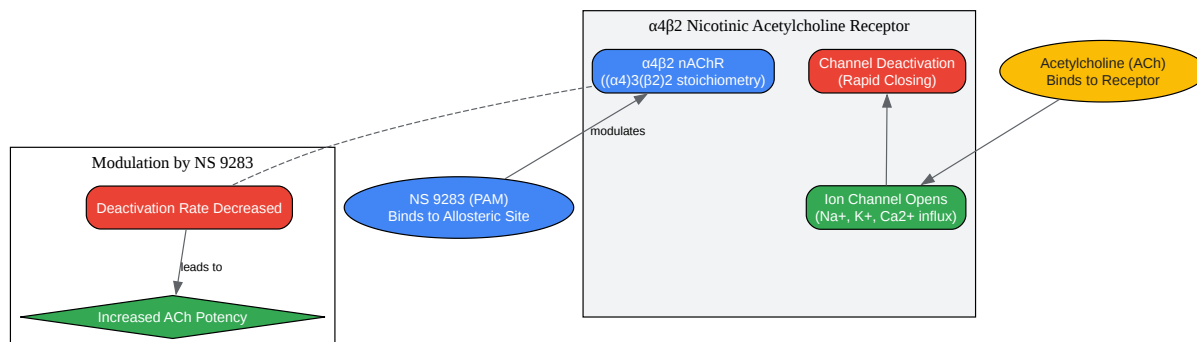 α4β2 Nicotinic Acetylcholine Receptor
α4β2 nAChR
((α4)3(β2)2 stoichiometry)
Channel Deactivation
(Rapid Closing)
Acetylcholine (ACh)
Binds to Receptor
modulates
Modulation by NS 9283
Deactivation Rate Decreased
NS 9283 (PAM)
Binds to Allosteric Site
Ion Channel Opens
(Na+, K+, Ca2+ influx)
leads to
Increased ACh Potency